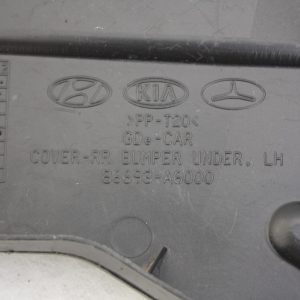 KIA
>PP-T20<
GDe-CAR
COVER-RR BUMPER UNDER, LH
86693-A6000